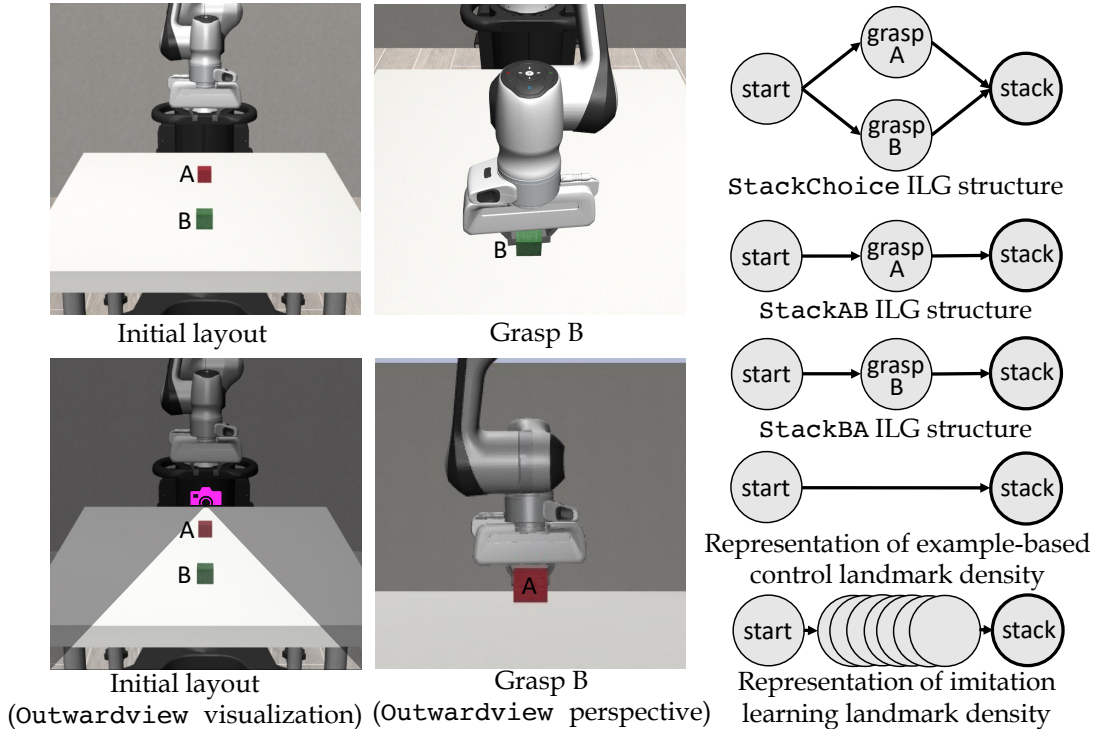 A
B
Initial layout
B
Grasp B
A
B
Initial layout
(Outwardview visualization)
A
Grasp B
(Outwardview perspective)
start
grasp
A
grasp
B
stack
StackChoice ILG structure
start
grasp
A
stack
StackAB ILG structure
start
grasp
B
stack
StackBA ILG structure
start
stack
Representation of example-based
control landmark density
start
stack
Representation of imitation
learning landmark density